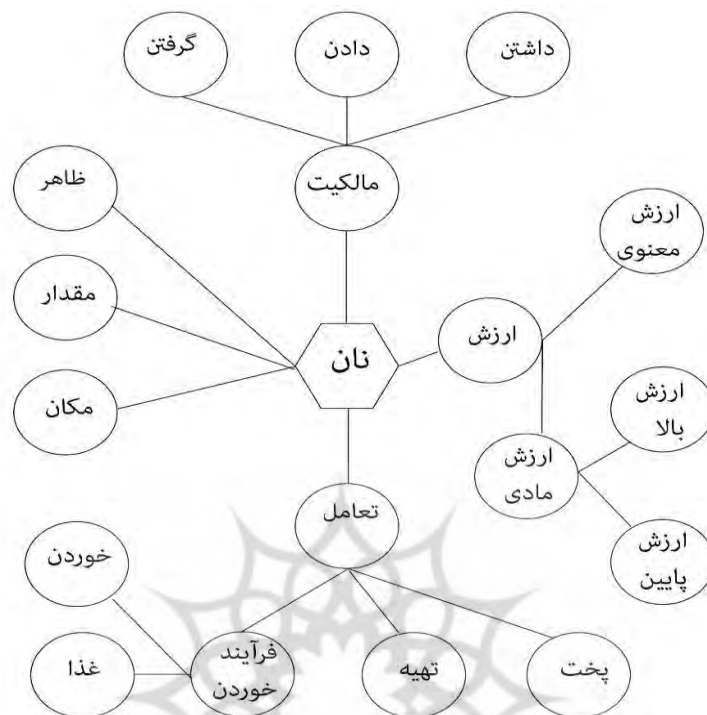 داشتن
دادن
گرفتن
مالکیت
ظاهر
ارزش
معنوی
مقدار
ارزش
نان
مکان
ارزش
بالا
ارزش
مادی
تعامل
ارزش
پایین
خوردن
پخت
تهیه
فرآیند
خوردن
غذا